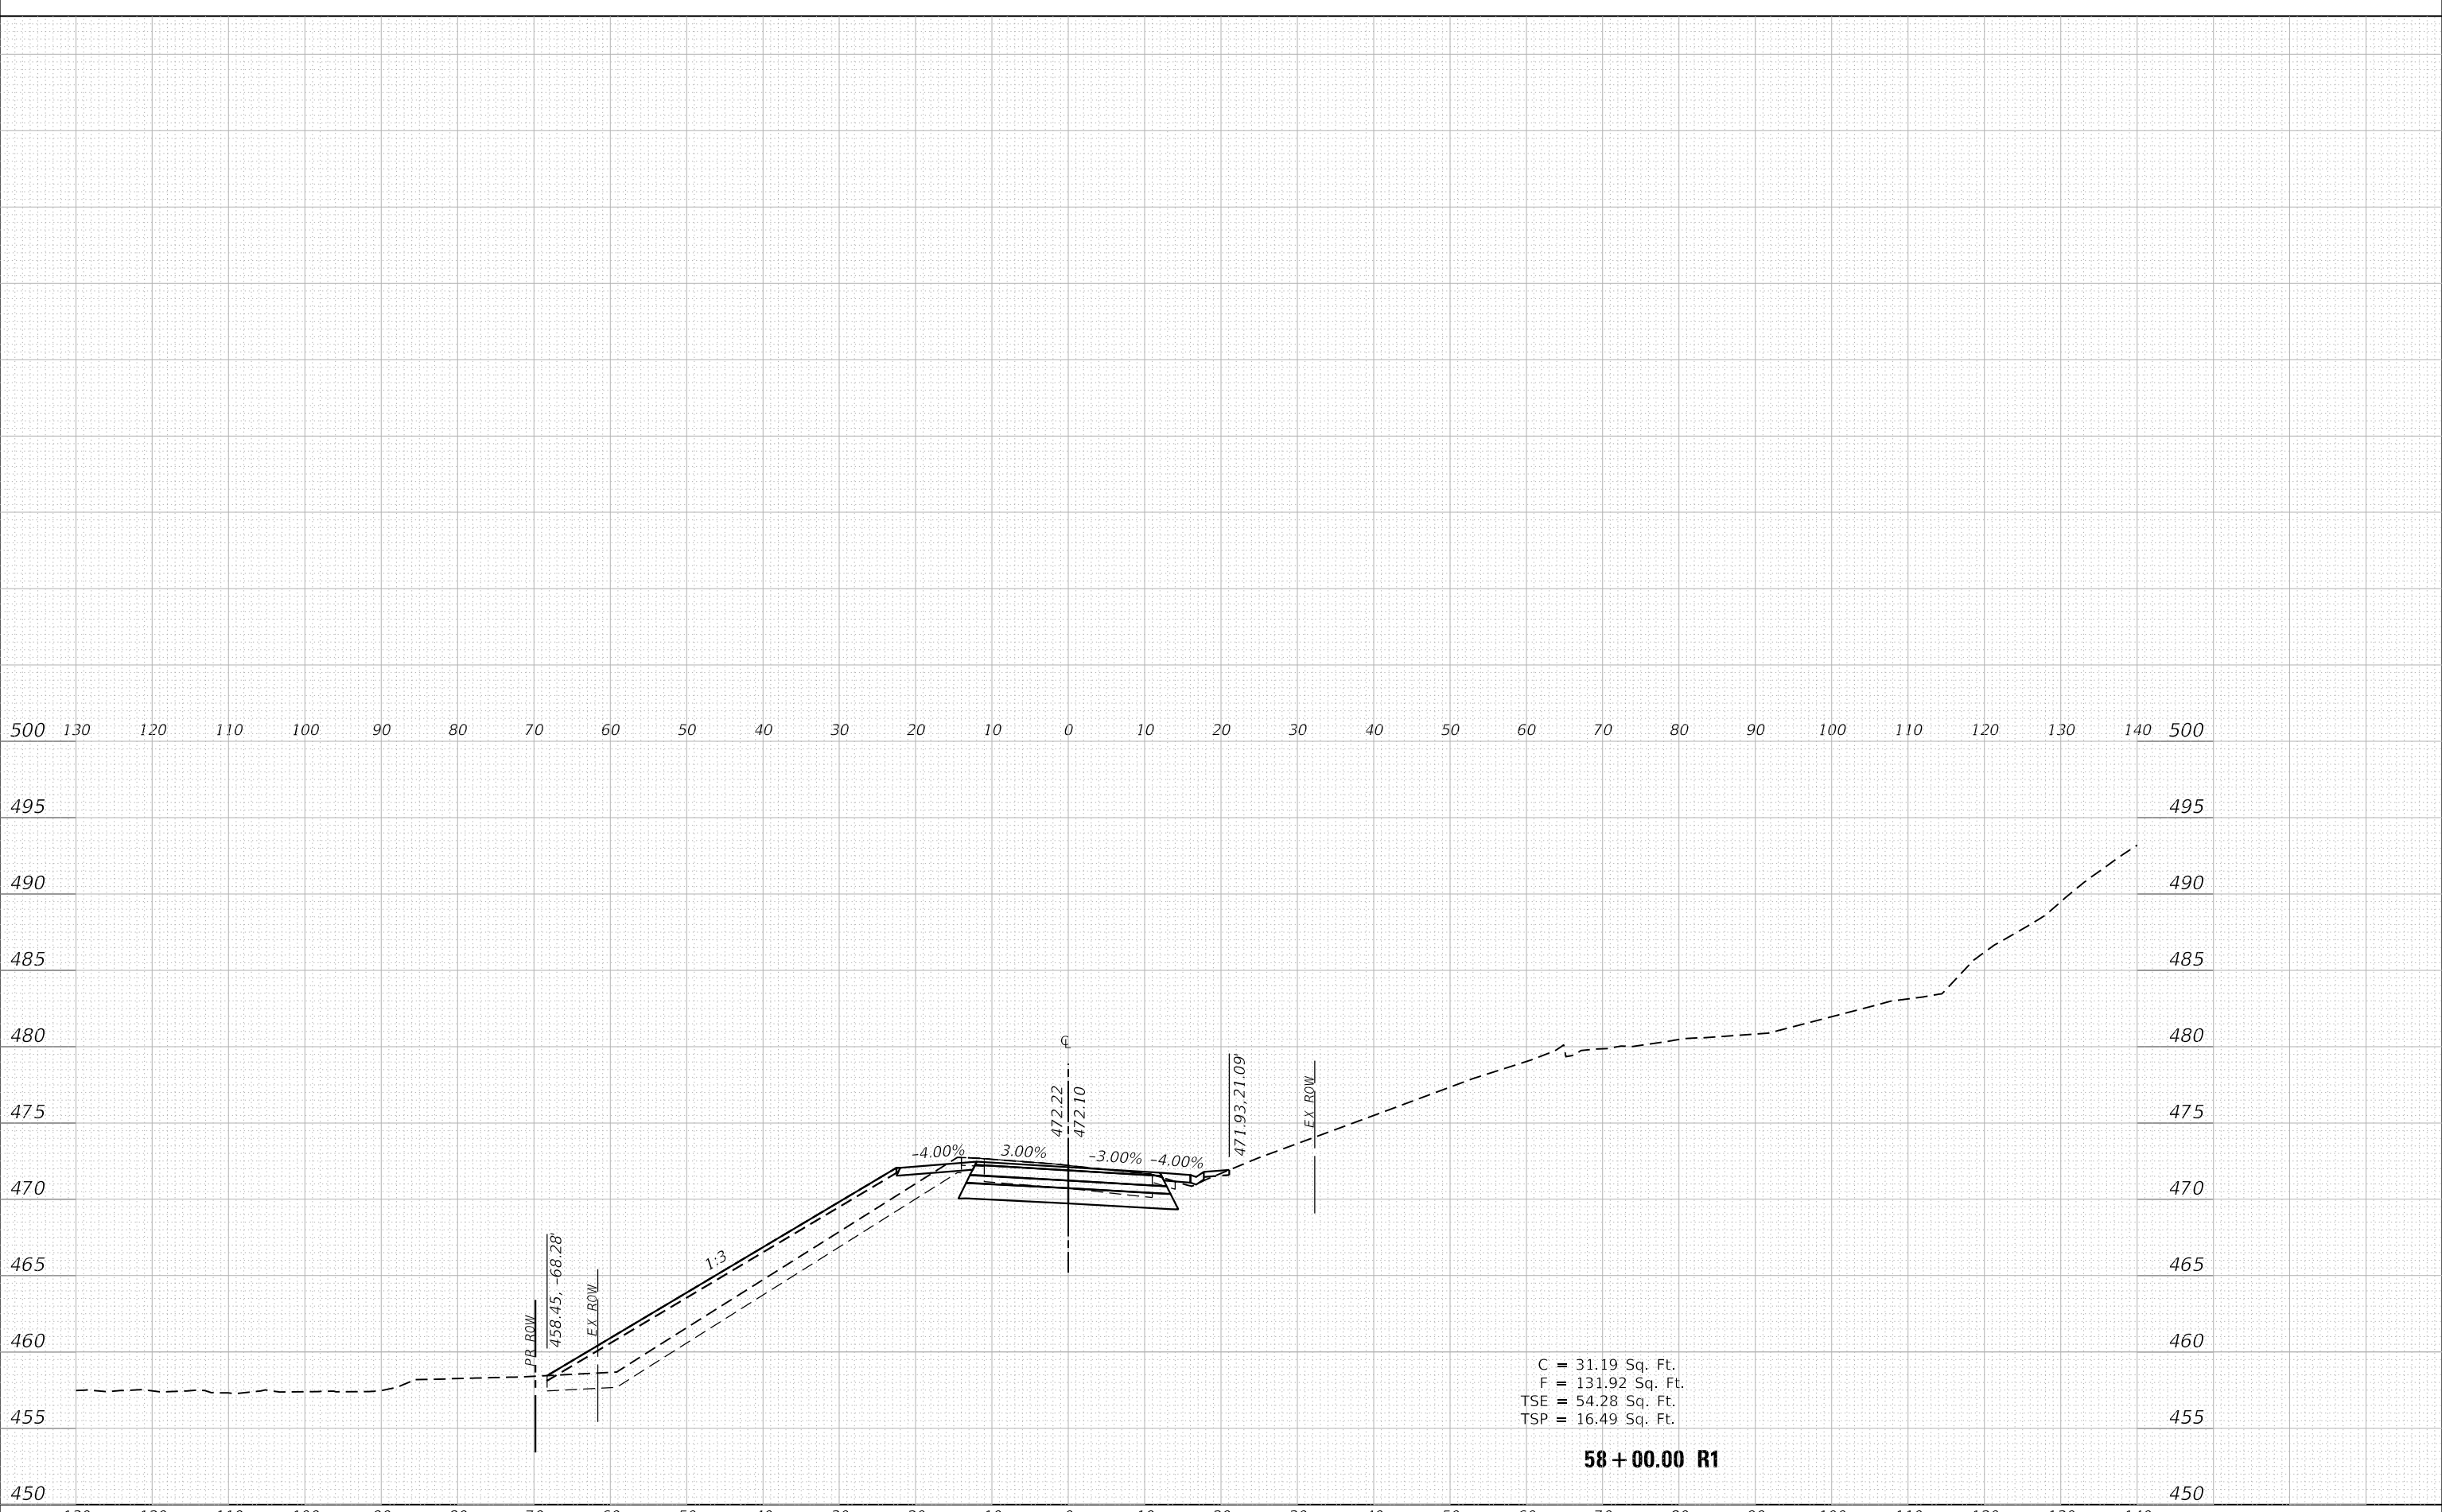 500 130 120 110 100 90 80 70 60 50 40 30 20 10 0 10 20 30 40 50 60 70 80 90 100 110 120 130 140 500
495 495
490 490
485 485
480 480
℄
475 475
472.22
472.10
471.93,21.09'
EX ROW
-4.00% 3.00% -3.00% -4.00%
470 470
465 465
1:3
458.45, -68.28'
EX ROW
PR ROW
460 460
C = 31.19 Sq. Ft.
F = 131.92 Sq. Ft.
TSE = 54.28 Sq. Ft.
TSP = 16.49 Sq. Ft.
455 455
58+00.00 R1
450 450